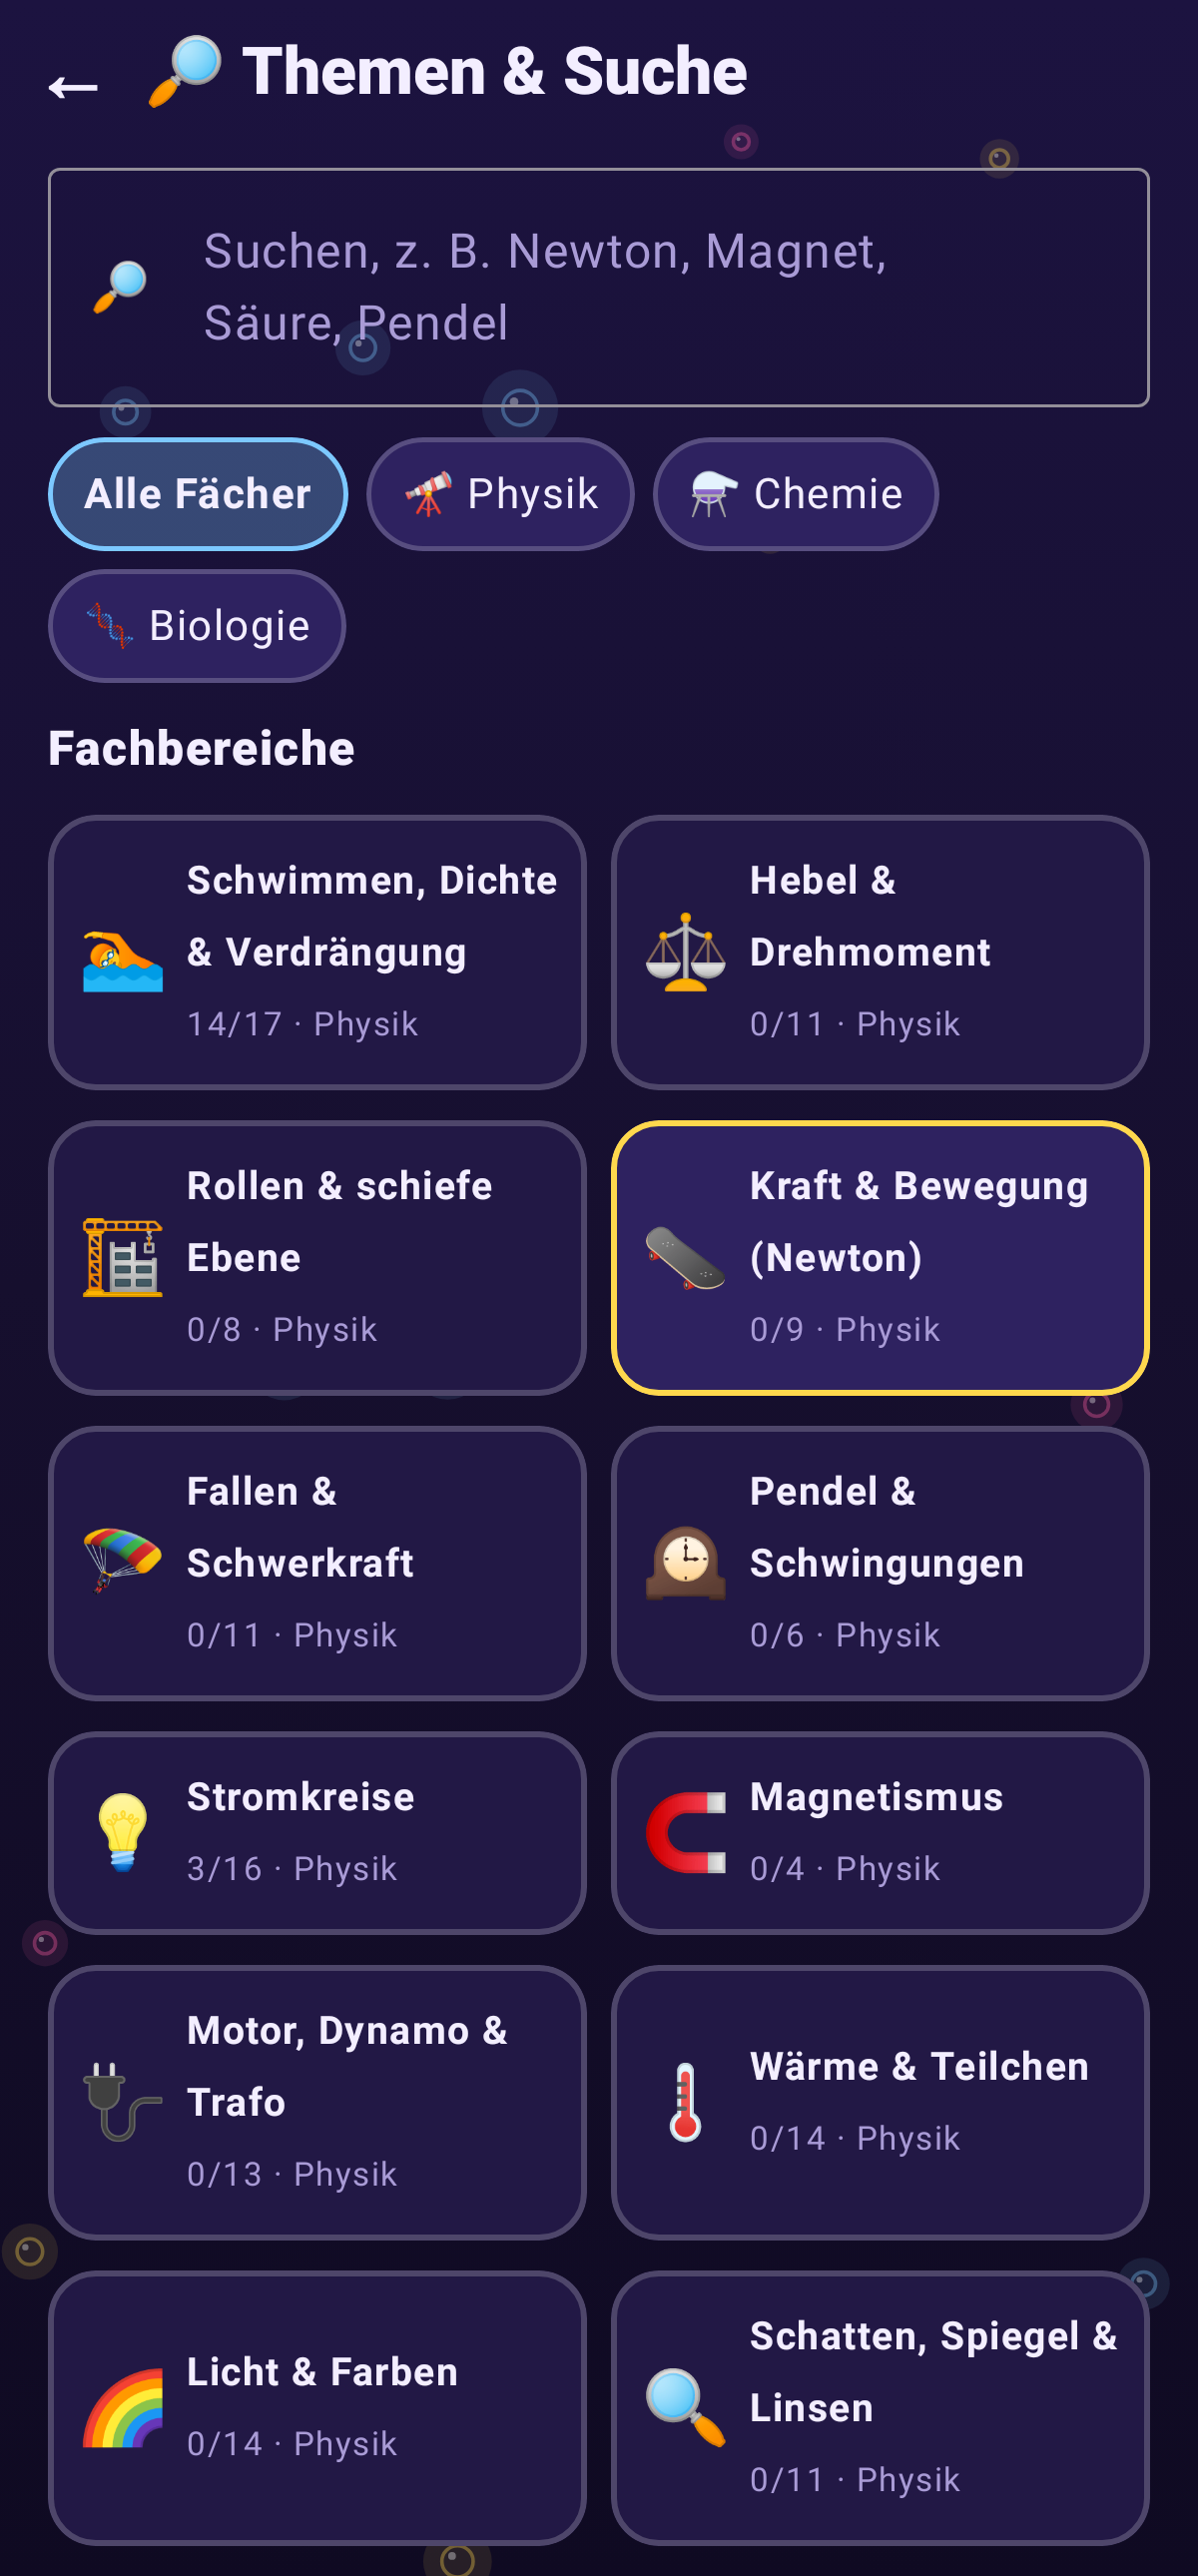 Themen & Suche
Suchen, z. B. Newton, Magnet,
Säure, Pendel
Alle Fächer
Physik
Chemie
Biologie
Fachbereiche
Schwimmen, Dichte
& Verdrängung
14/17 · Physik
Hebel &
Drehmoment
0/11 · Physik
Rollen & schiefe
Ebene
0/8 · Physik
Kraft & Bewegung
(Newton)
0/9 · Physik
Fallen &
Schwerkraft
0/11 · Physik
Pendel &
Schwingungen
0/6 · Physik
Stromkreise
3/16 · Physik
Magnetismus
0/4 · Physik
Motor, Dynamo &
Trafo
0/13 · Physik
Wärme & Teilchen
0/14 · Physik
Licht & Farben
0/14 · Physik
Schatten, Spiegel &
Linsen
0/11 · Physik